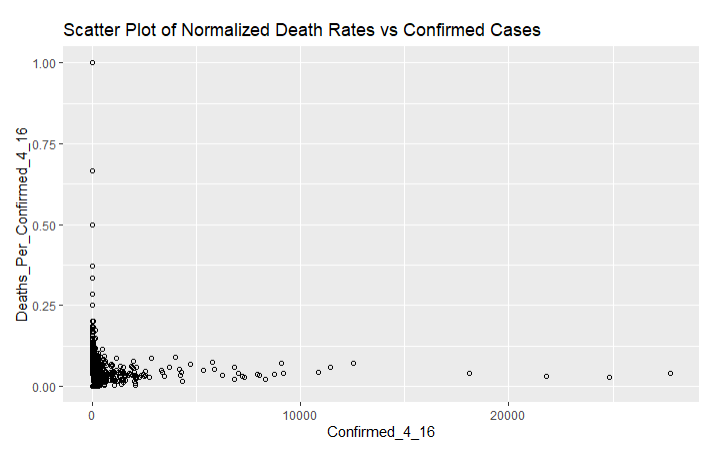 Scatter Plot of Normalized Death Rates vs Confirmed Cases
1.00
0.75
0.50
0.25
0.00
Deaths_Per_Confirmed_4_16
0
10000
20000
Confirmed_4_16